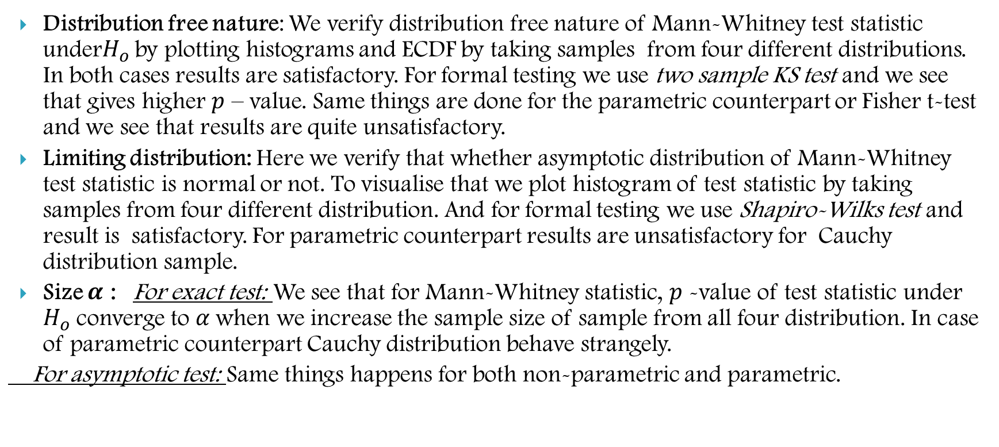 Distribution free nature: We verify distribution free nature of Mann-Whitney test statistic
under𝐻ₒ by plotting histograms and ECDF by taking samples from four different distributions.
In both cases results are satisfactory. For formal testing we use two sample KS test and we see
that gives higher 𝑝 – value. Same things are done for the parametric counterpart or Fisher t-test
and we see that results are quite unsatisfactory.
Limiting distribution: Here we verify that whether asymptotic distribution of Mann-Whitney
test statistic is normal or not. To visualise that we plot histogram of test statistic by taking
samples from four different distribution. And for formal testing we use Shapiro-Wilks test and
result is satisfactory. For parametric counterpart results are unsatisfactory for Cauchy
distribution sample.
Size 𝜶 : For exact test: We see that for Mann-Whitney statistic, 𝑝 -value of test statistic under
𝐻ₒ converge to 𝛼 when we increase the sample size of sample from all four distribution. In case
of parametric counterpart Cauchy distribution behave strangely.
For asymptotic test: Same things happens for both non-parametric and parametric.